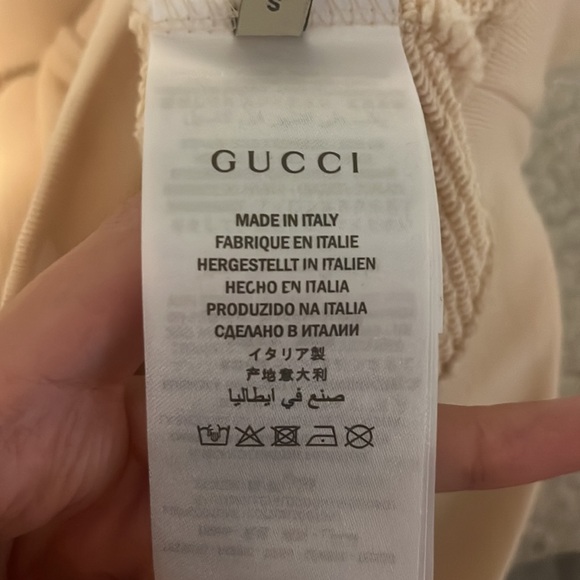 S
GUCCI
MADE IN ITALY
FABRIQUE EN ITALIE
HERGESTELLT IN ITALIEN
HECHO EN ITALIA
PRODUZIDO NA ITALIA
СДЕЛАНО В ИТАЛИИ
イタリア製
产地意大利
صنع في ايطاليا